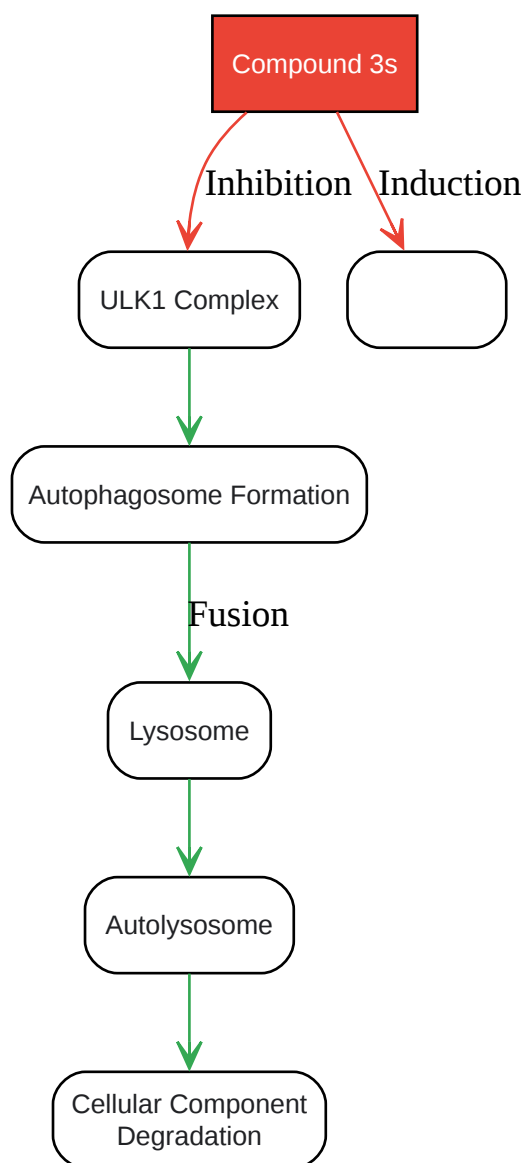 Compound 3s
Inhibition
Induction
ULK1 Complex
Autophagosome Formation
Fusion
Lysosome
Autolysosome
Cellular Component
Degradation